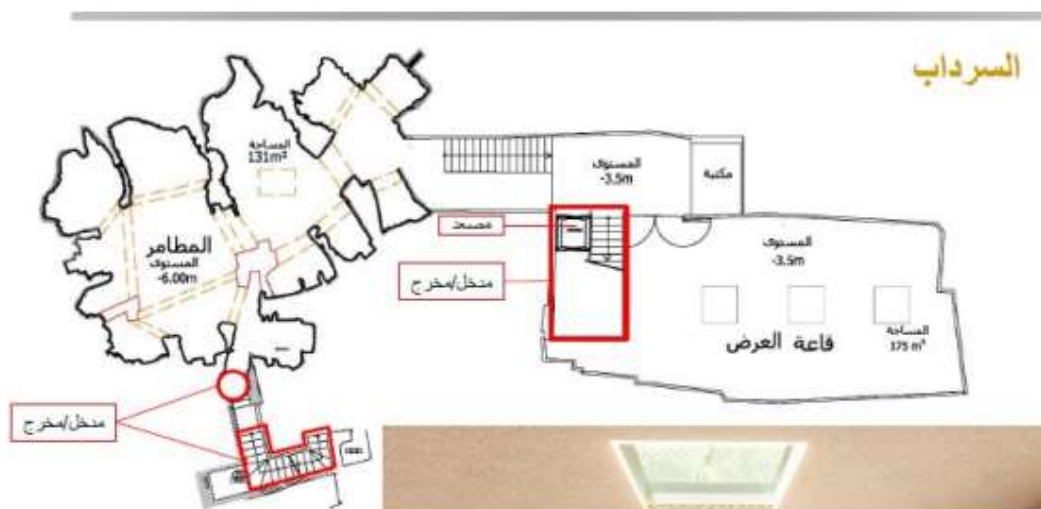 السرداب
المساحة
131m²
المستوى
-3.5m
مكتبة
مصعد
المطامر
المستوى
-6.00m
المستوى
-3.5m
مدخل/مخرج
المساحة
175 m²
قاعة العرض
مدخل/مخرج